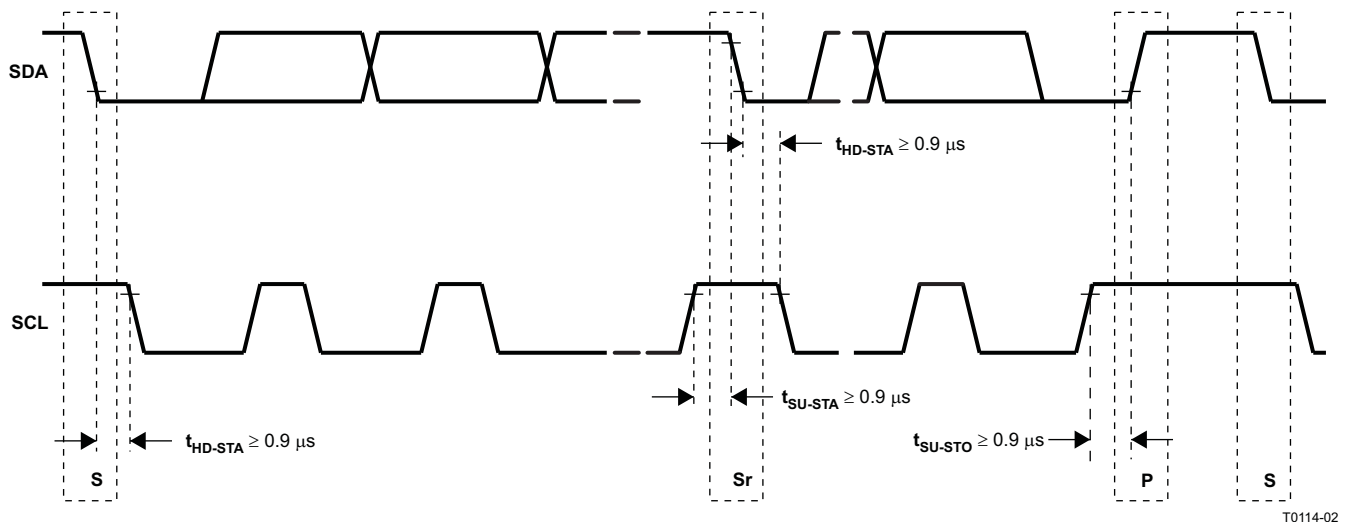 SDA
t_HD-STA ≥ 0.9 μs
SCL
t_SU-STA ≥ 0.9 μs
t_HD-STA ≥ 0.9 μs
t_SU-STO ≥ 0.9 μs
S
Sr
P
S
T0114-02